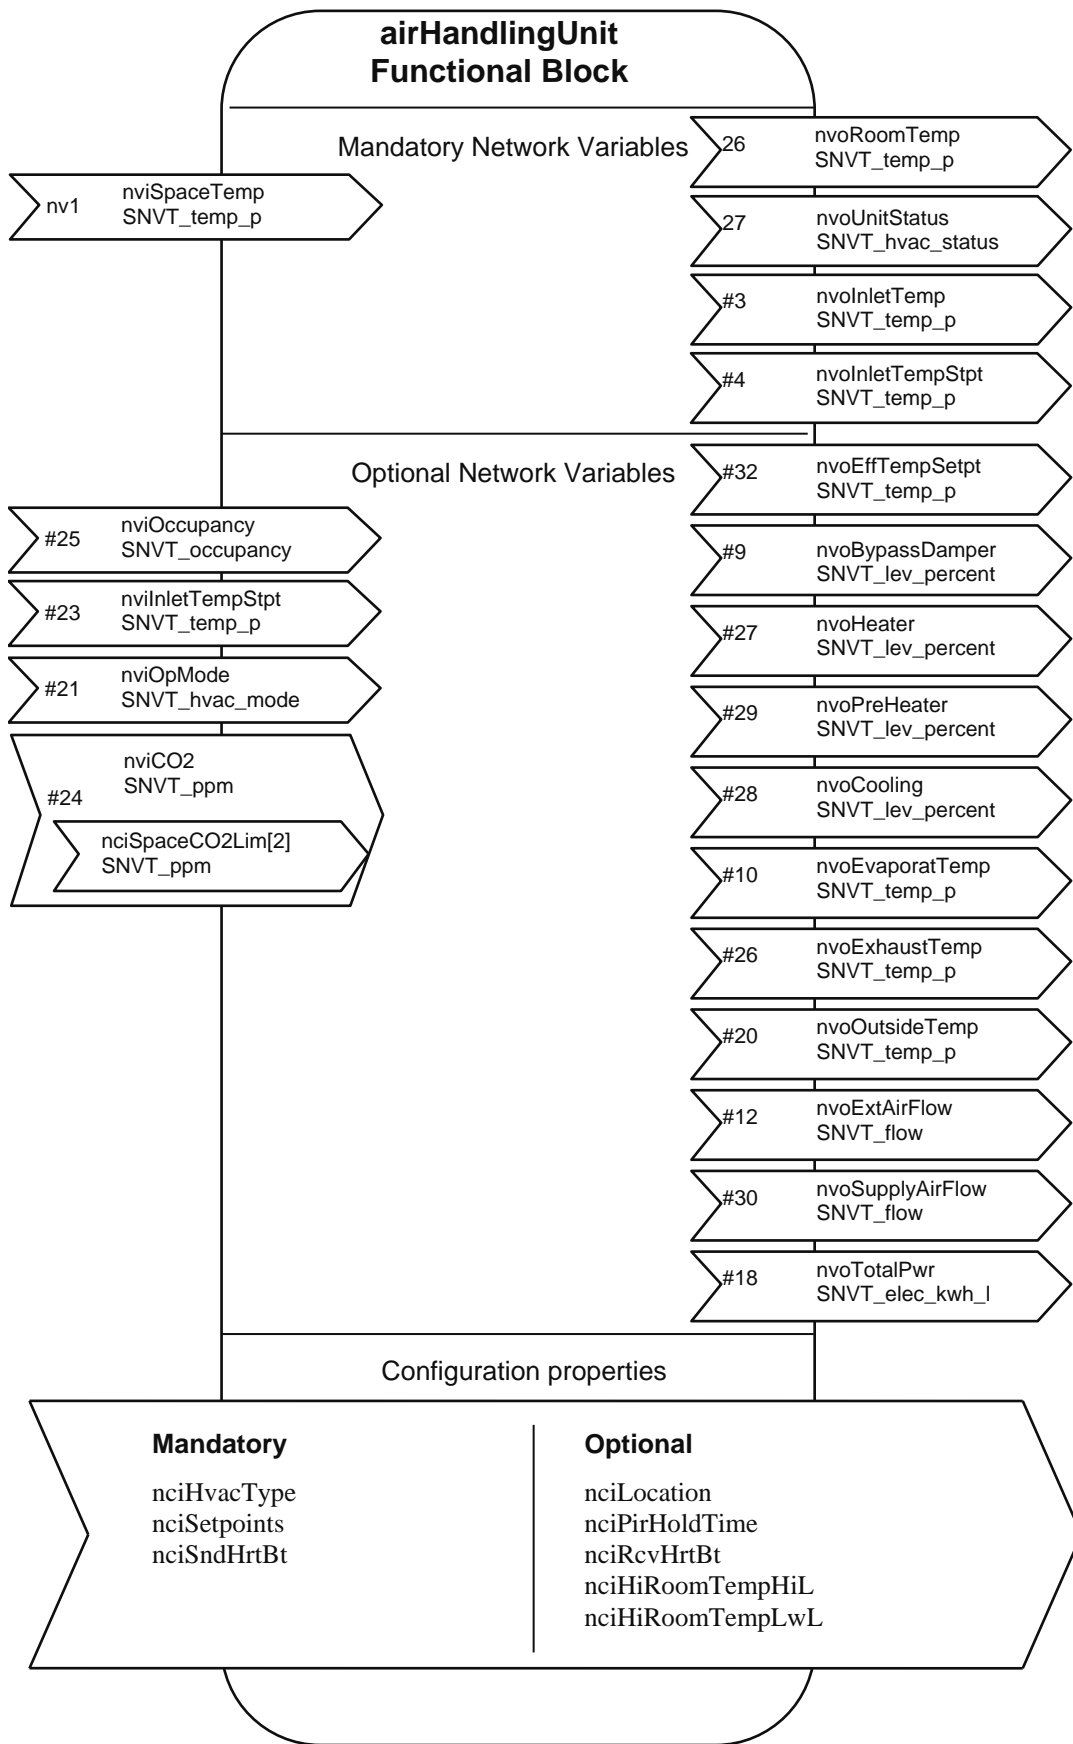 airHandlingUnit
Functional Block
Mandatory Network Variables
nv1
nviSpaceTemp
SNVT_temp_p
26
nvoRoomTemp
SNVT_temp_p
27
nvoUnitStatus
SNVT_hvac_status
#3
nvoInletTemp
SNVT_temp_p
#4
nvoInletTempStpt
SNVT_temp_p
Optional Network Variables
#25
nviOccupancy
SNVT_occupancy
#23
nviInletTempStpt
SNVT_temp_p
#21
nviOpMode
SNVT_hvac_mode
#24
nviCO2
SNVT_ppm
nciSpaceCO2Lim[2]
SNVT_ppm
#32
nvoEffTempSetpt
SNVT_temp_p
#9
nvoBypassDamper
SNVT_lev_percent
#27
nvoHeater
SNVT_lev_percent
#29
nvoPreHeater
SNVT_lev_percent
#28
nvoCooling
SNVT_lev_percent
#10
nvoEvaporatTemp
SNVT_temp_p
#26
nvoExhaustTemp
SNVT_temp_p
#20
nvoOutsideTemp
SNVT_temp_p
#12
nvoExtAirFlow
SNVT_flow
#30
nvoSupplyAirFlow
SNVT_flow
#18
nvoTotalPwr
SNVT_elec_kwh_l
Configuration properties
Mandatory
nciHvacType
nciSetpoints
nciSndHrtBt
Optional
nciLocation
nciPirHoldTime
nciRcvHrtBt
nciHiRoomTempHiL
nciHiRoomTempLwL